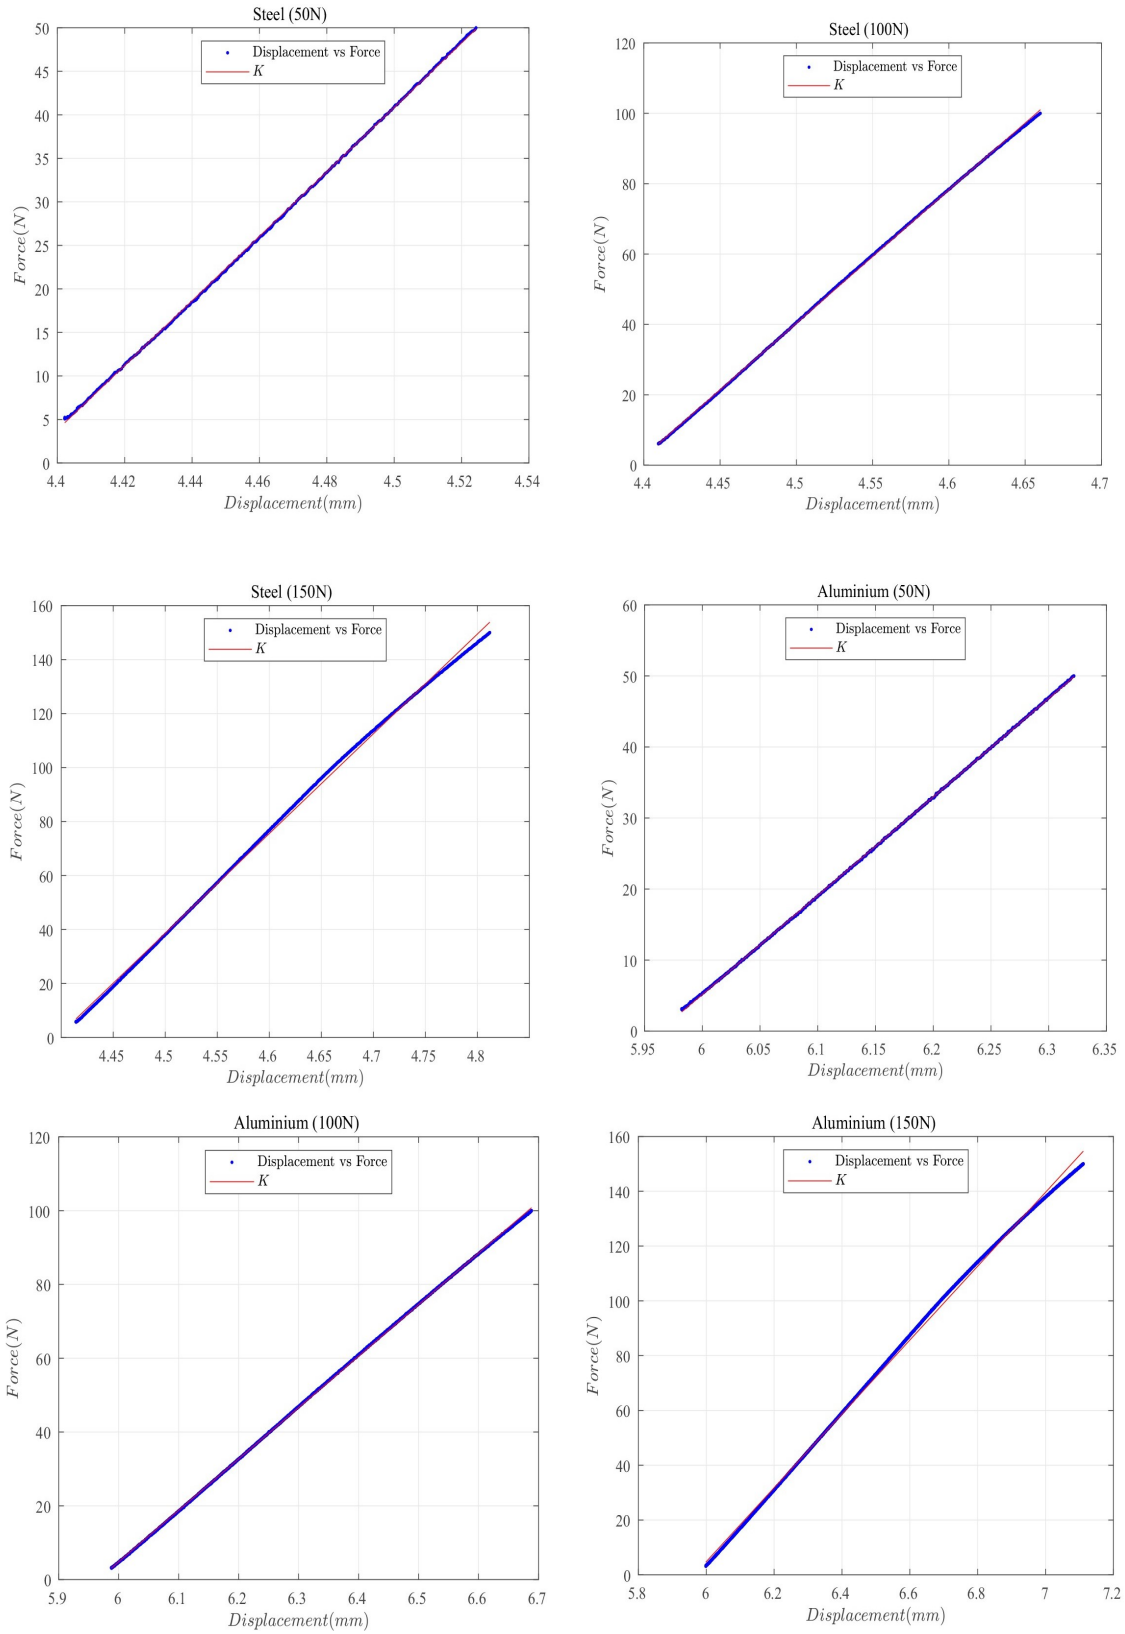 Steel (50N)
50
45
40
35
30
25
20
15
10
5
0
Force(N)
Displacement vs Force
K
4.4 4.42 4.44 4.46 4.48 4.5 4.52 4.54
Displacement(mm)
Steel (100N)
120
100
80
60
40
20
0
Force(N)
Displacement vs Force
K
4.4 4.45 4.5 4.55 4.6 4.65 4.7
Displacement(mm)
Steel (150N)
160
140
120
100
80
60
40
20
0
Force(N)
Displacement vs Force
K
4.45 4.5 4.55 4.6 4.65 4.7 4.75 4.8
Displacement(mm)
Aluminium (50N)
60
50
40
30
20
10
0
Force(N)
Displacement vs Force
K
5.95 6 6.05 6.1 6.15 6.2 6.25 6.3 6.35
Displacement(mm)
Aluminium (100N)
120
100
80
60
40
20
0
Force(N)
Displacement vs Force
K
5.9 6 6.1 6.2 6.3 6.4 6.5 6.6 6.7
Displacement(mm)
Aluminium (150N)
160
140
120
100
80
60
40
20
0
Force(N)
Displacement vs Force
K
5.8 6 6.2 6.4 6.6 6.8 7 7.2
Displacement(mm)